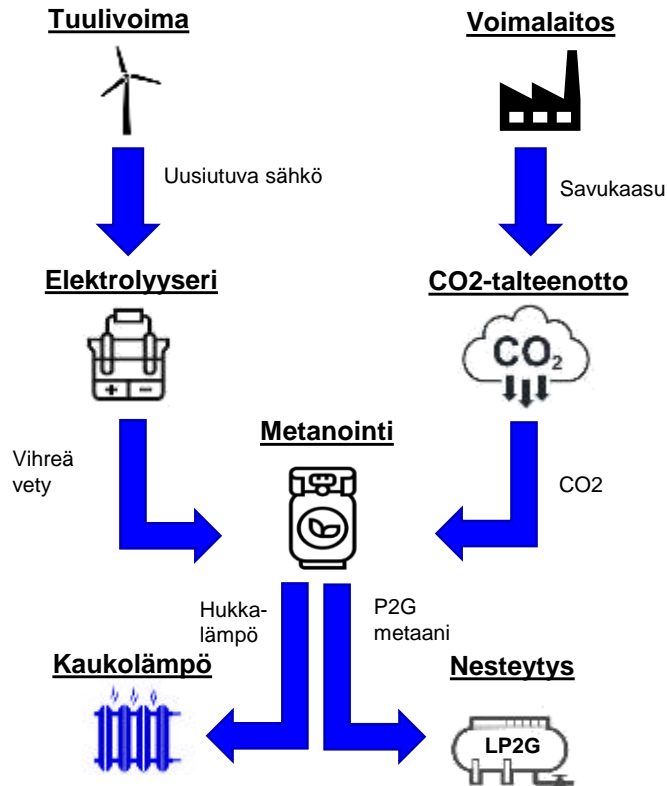 Tuulivoima
Voimalaitos
Uusiutuva sähkö
Savukaasu
Elektrolyyseri
CO2-talteenotto
+ −
CO₂
Metanointi
Vihreä
vety
CO2
Hukka-
lämpö
P2G
metaani
Kaukolämpö
Nesteytys
LP2G